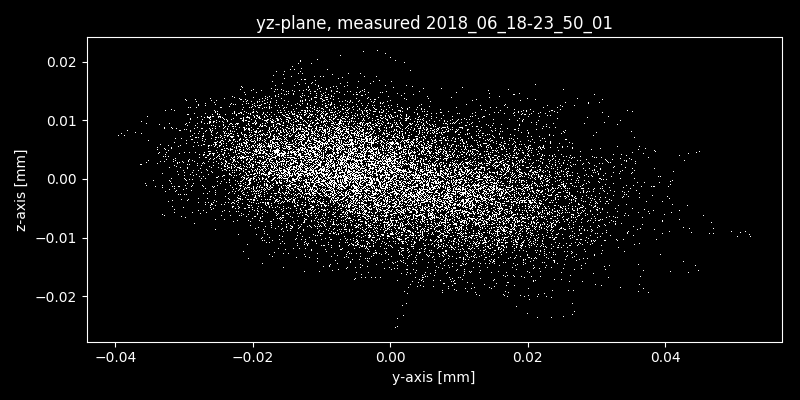 yz-plane, measured 2018_06_18-23_50_01
0.02
0.01
0.00
−0.01
−0.02
z-axis [mm]
−0.04 −0.02 0.00 0.02 0.04
y-axis [mm]